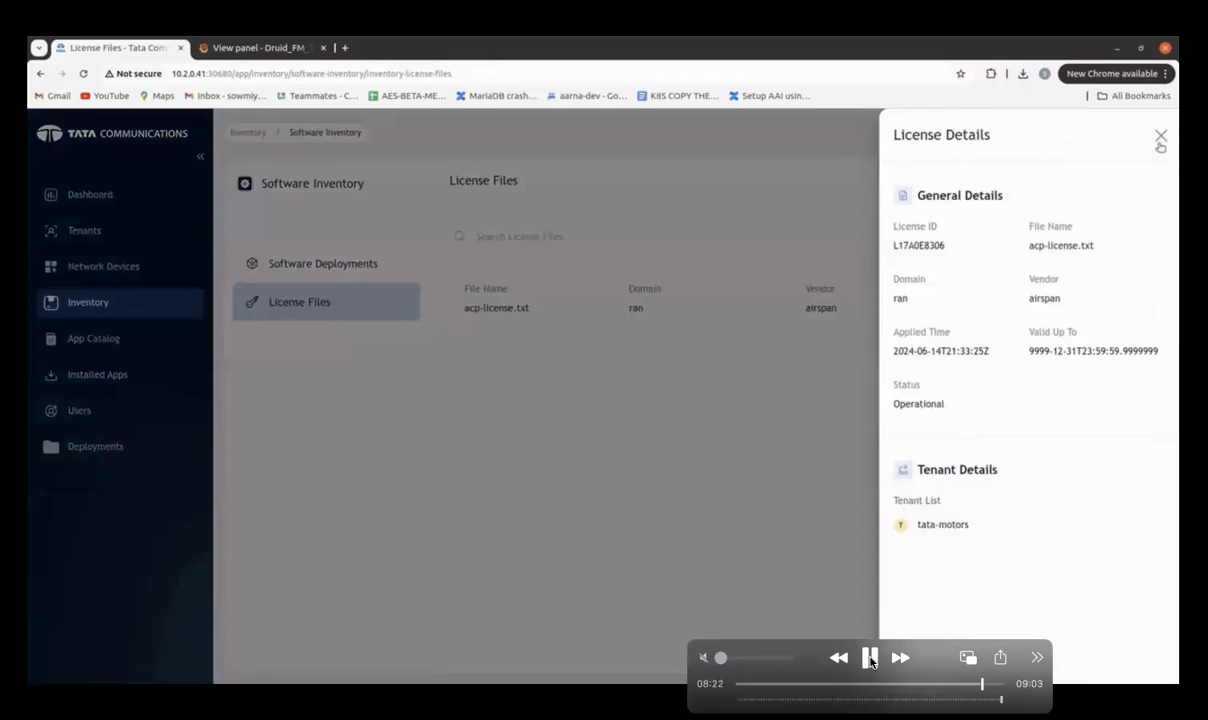 License Files - Tata Com
View panel - Druid_FM_
Not secure 10.2.0.41:30680/app/inventory/software-inventory/inventory-license-files
New Chrome available
Gmail YouTube Maps Inbox - sowmiy... Teammates - C... AES-BETA-ME... MariaDB crash... aarna-dev - Go... K8S COPY THE... Setup AAI usin... All Bookmarks
TATA COMMUNICATIONS
«
Dashboard
Tenants
Network Devices
Inventory
App Catalog
Installed Apps
Users
Deployments
Inventory / Software Inventory
Software Inventory
Software Deployments
License Files
License Files
Search License Files
File Name Domain Vendor
acp-license.txt ran airspan
License Details
General Details
License ID File Name
L17A0E8306 acp-license.txt
Domain Vendor
ran airspan
Applied Time Valid Up To
2024-06-14T21:33:25Z 9999-12-31T23:59:59.9999999
Status
Operational
Tenant Details
Tenant List
T tata-motors
08:22 09:03